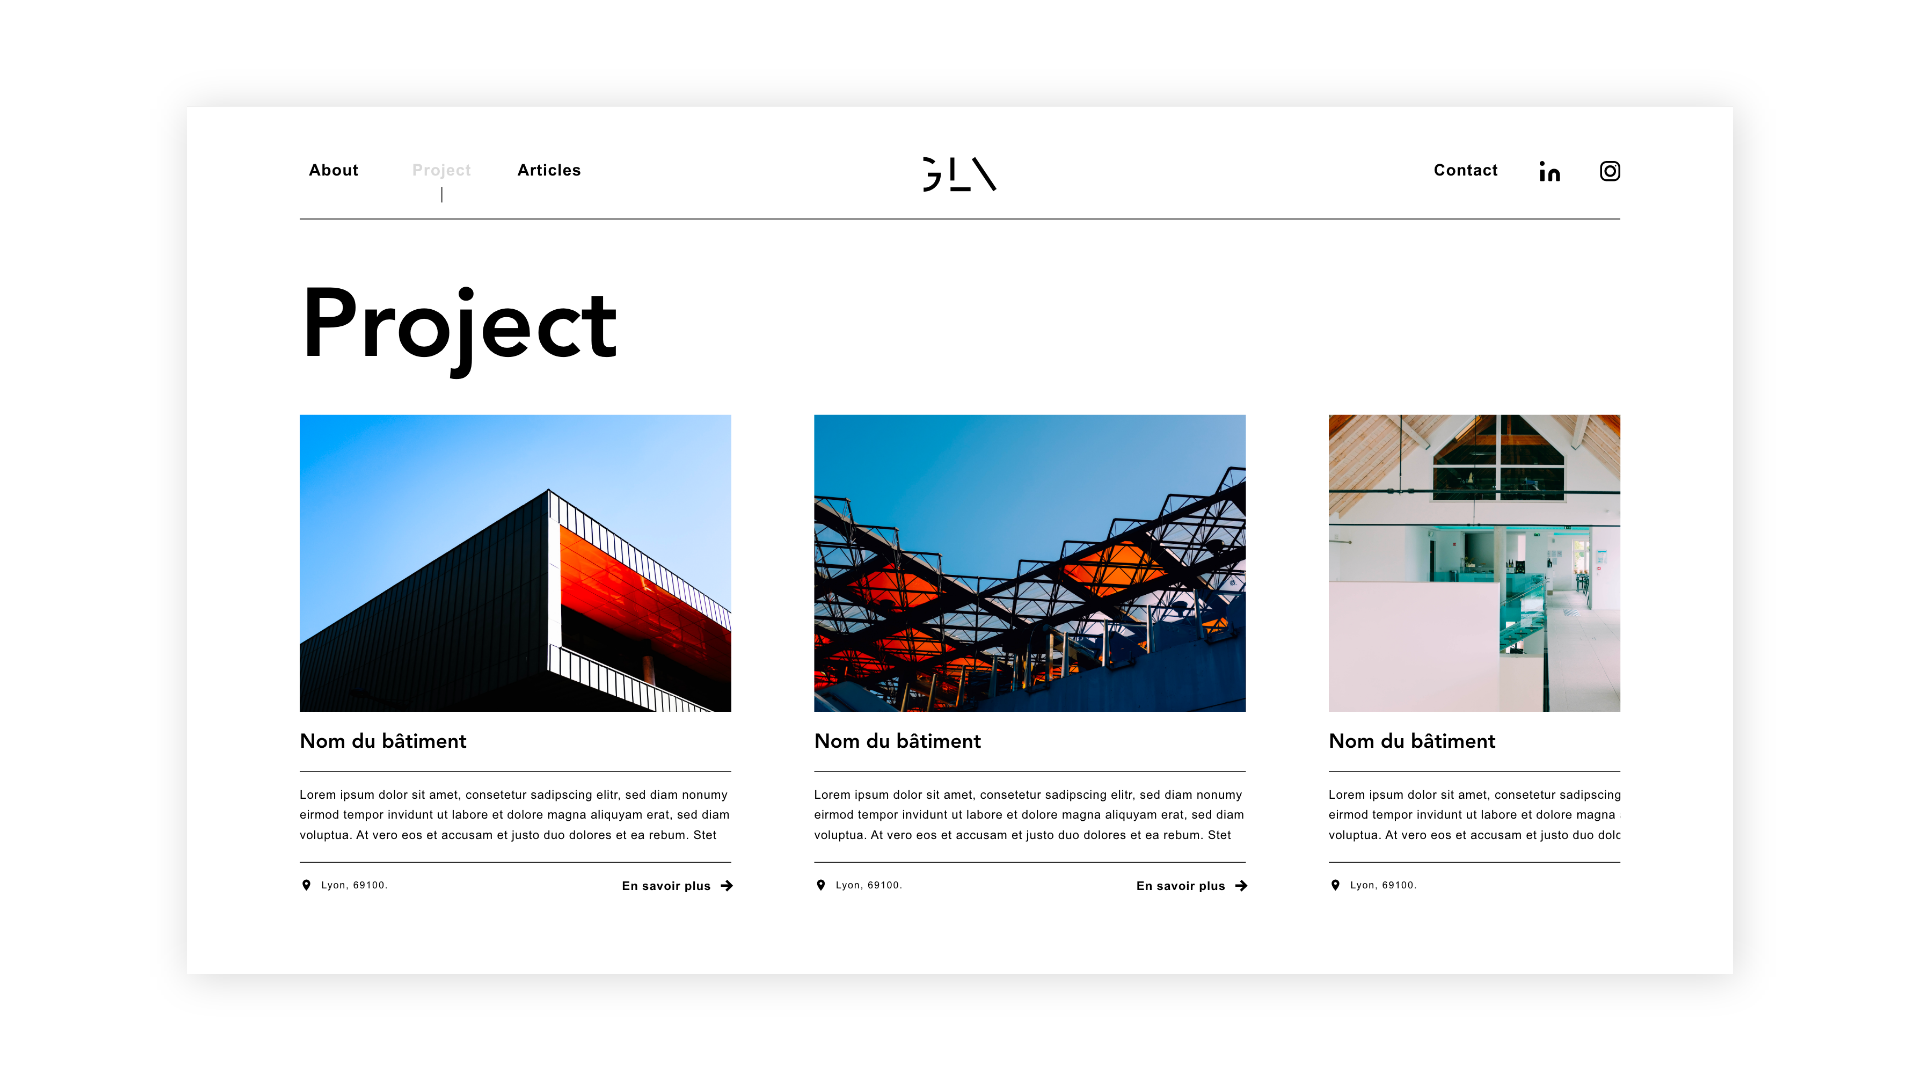 About
Project
Articles
GLA
Contact
in
Project
Nom du bâtiment
Lorem ipsum dolor sit amet, consetetur sadipscing elitr, sed diam nonumy
eirmod tempor invidunt ut labore et dolore magna aliquyam erat, sed diam
voluptua. At vero eos et accusam et justo duo dolores et ea rebum. Stet
Lyon, 69100.
En savoir plus
Nom du bâtiment
Lorem ipsum dolor sit amet, consetetur sadipscing elitr, sed diam nonumy
eirmod tempor invidunt ut labore et dolore magna aliquyam erat, sed diam
voluptua. At vero eos et accusam et justo duo dolores et ea rebum. Stet
Lyon, 69100.
En savoir plus
Nom du bâtiment
Lorem ipsum dolor sit amet, consetetur sadipscing
eirmod tempor invidunt ut labore et dolore magna
voluptua. At vero eos et accusam et justo duo dolc
Lyon, 69100.